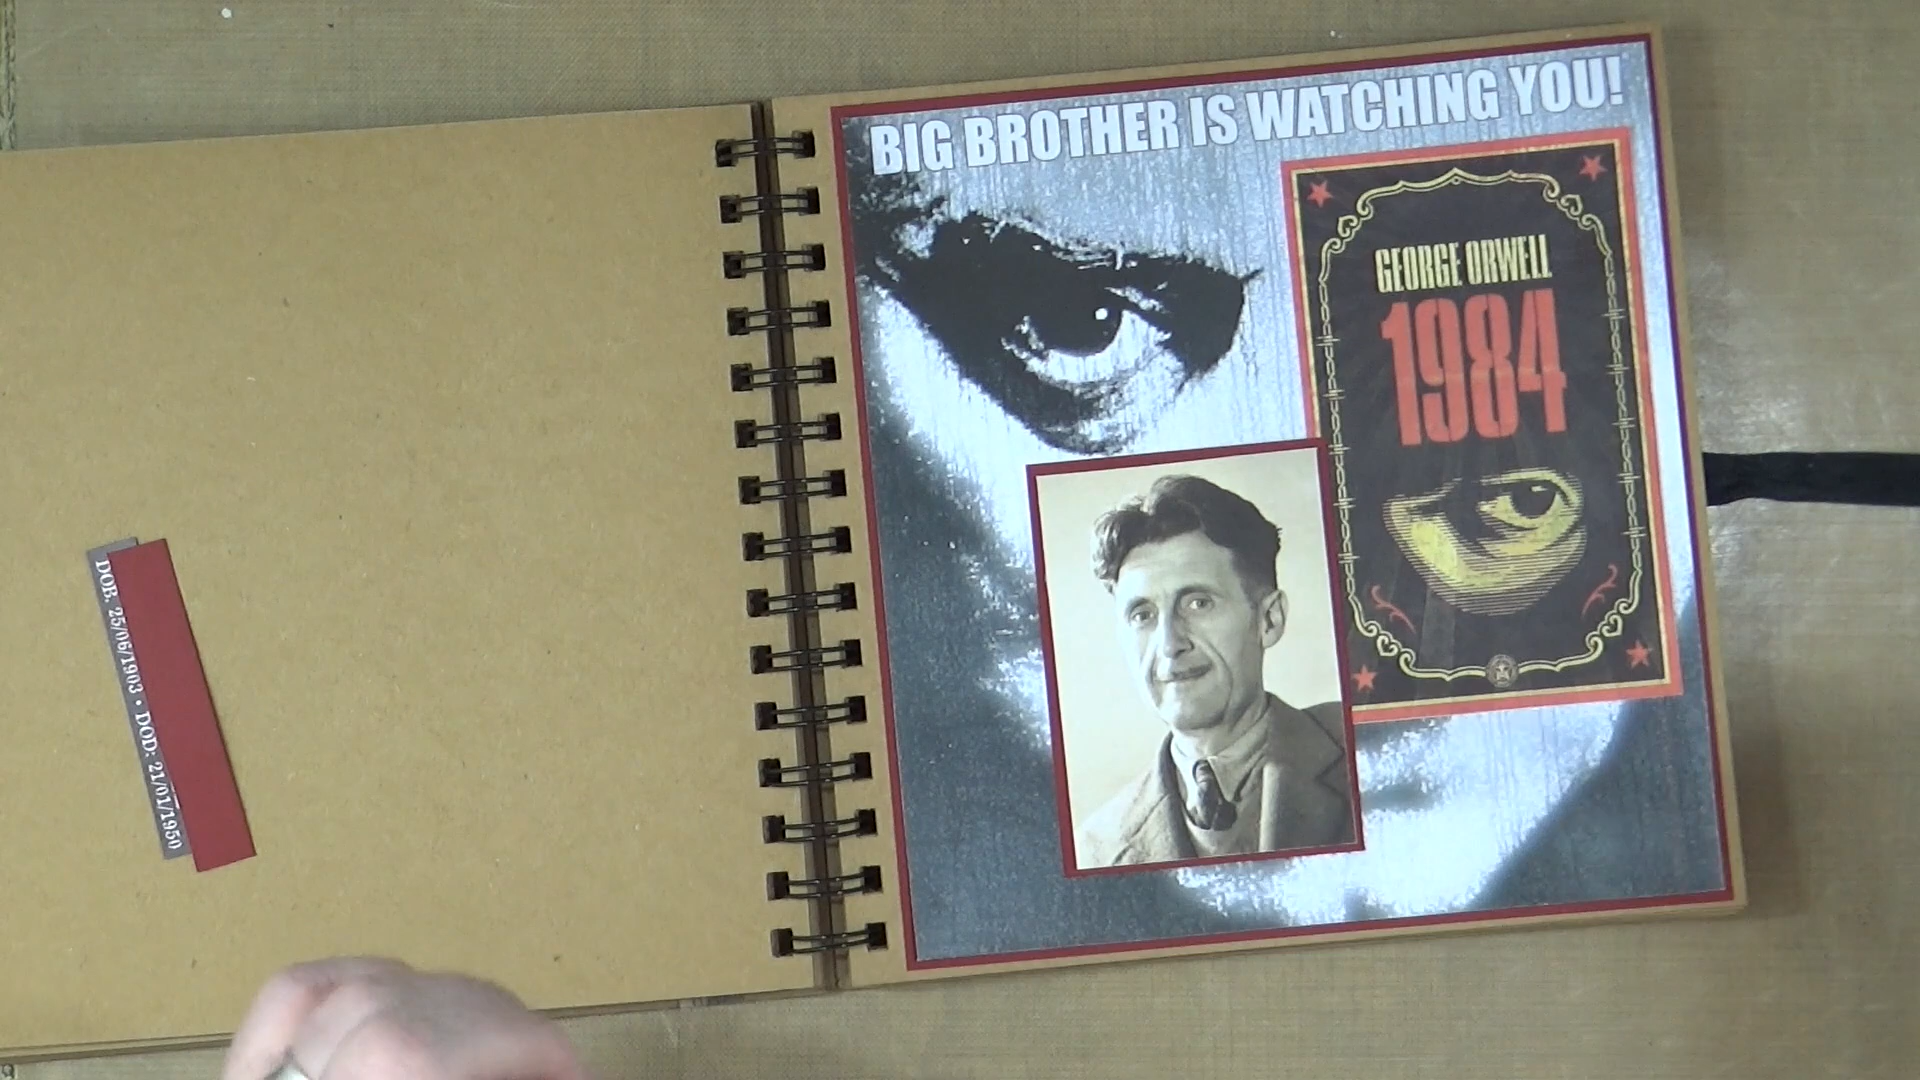 DOB: 25/06/1903 • DOD: 21/01/1950
BIG BROTHER IS WATCHING YOU!
GEORGE ORWELL
1984